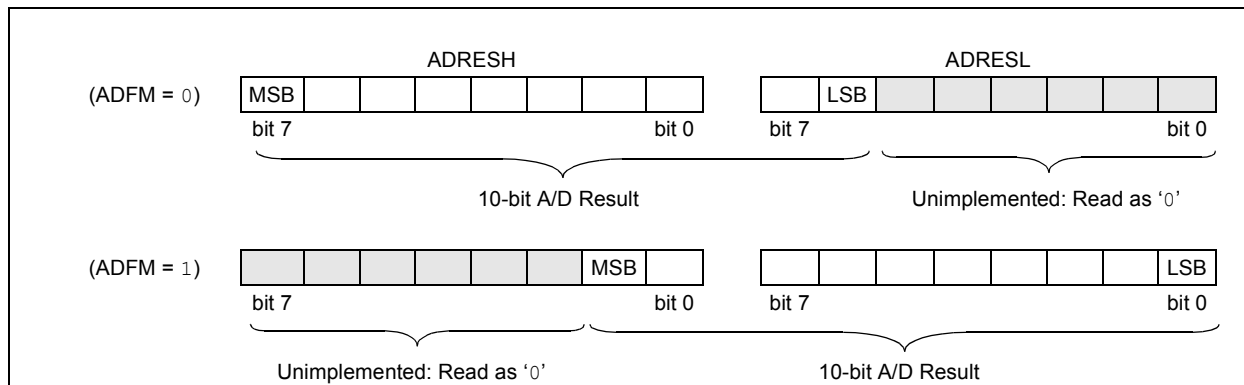 ADRESH ADRESL
(ADFM = 0) MSB LSB
bit 7 bit 0 bit 7 bit 0
10-bit A/D Result Unimplemented: Read as ‘0’
(ADFM = 1) MSB LSB
bit 7 bit 0 bit 7 bit 0
Unimplemented: Read as ‘0’ 10-bit A/D Result